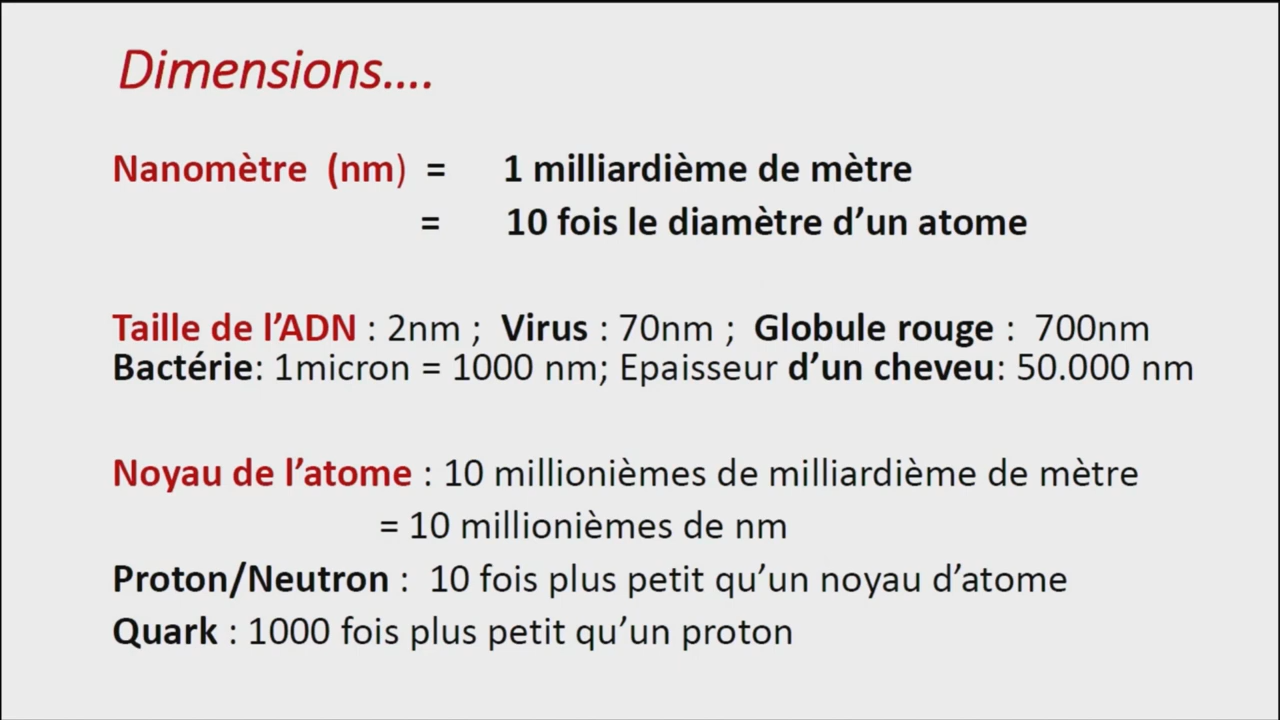 Dimensions....
Nanomètre (nm) = 1 milliardième de mètre
= 10 fois le diamètre d’un atome
Taille de l’ADN : 2nm ; Virus : 70nm ; Globule rouge : 700nm
Bactérie: 1micron = 1000 nm; Epaisseur d’un cheveu: 50.000 nm
Noyau de l’atome : 10 millionièmes de milliardième de mètre
= 10 millionièmes de nm
Proton/Neutron : 10 fois plus petit qu’un noyau d’atome
Quark : 1000 fois plus petit qu’un proton